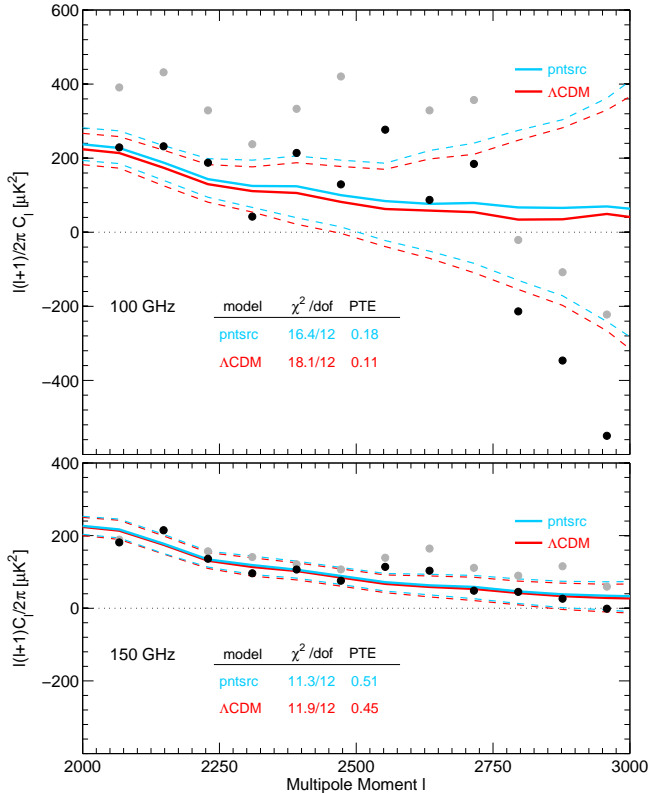 600
400
200
0
−200
−400
l(l+1)/2π C_l [μK²]
pntsrc
ΛCDM
100 GHz
model χ² /dof PTE
pntsrc 16.4/12 0.18
ΛCDM 18.1/12 0.11
400
200
0
−200
l(l+1)C_l/2π [μK²]
pntsrc
ΛCDM
150 GHz
model χ² /dof PTE
pntsrc 11.3/12 0.51
ΛCDM 11.9/12 0.45
2000 2250 2500 2750 3000
Multipole Moment l